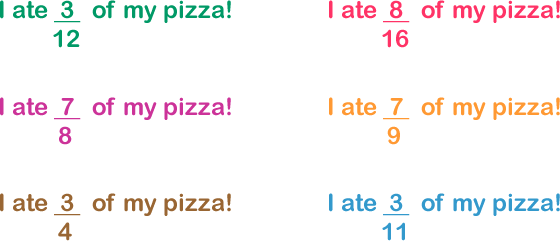 I ate 3/12 of my pizza!
I ate 8/16 of my pizza!
I ate 7/8 of my pizza!
I ate 7/9 of my pizza!
I ate 3/4 of my pizza!
I ate 3/11 of my pizza!